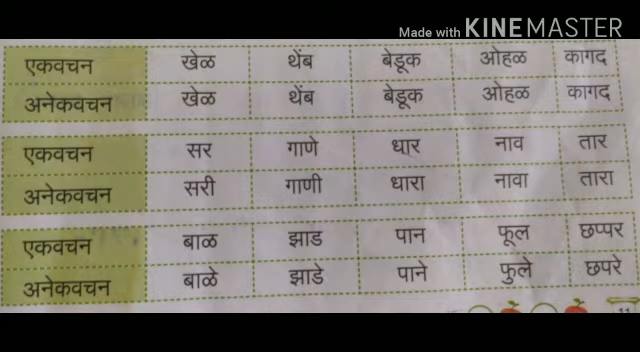 Made with KINEMASTER
एकवचन खेळ थेंब बेडूक ओहळ कागद
अनेकवचन खेळ थेंब बेडूक ओहळ कागद
एकवचन सर गाणे धार नाव तार
अनेकवचन सरी गाणी धारा नावा तारा
एकवचन बाळ झाड पान फूल छप्पर
अनेकवचन बाळे झाडे पाने फुले छपरे
11